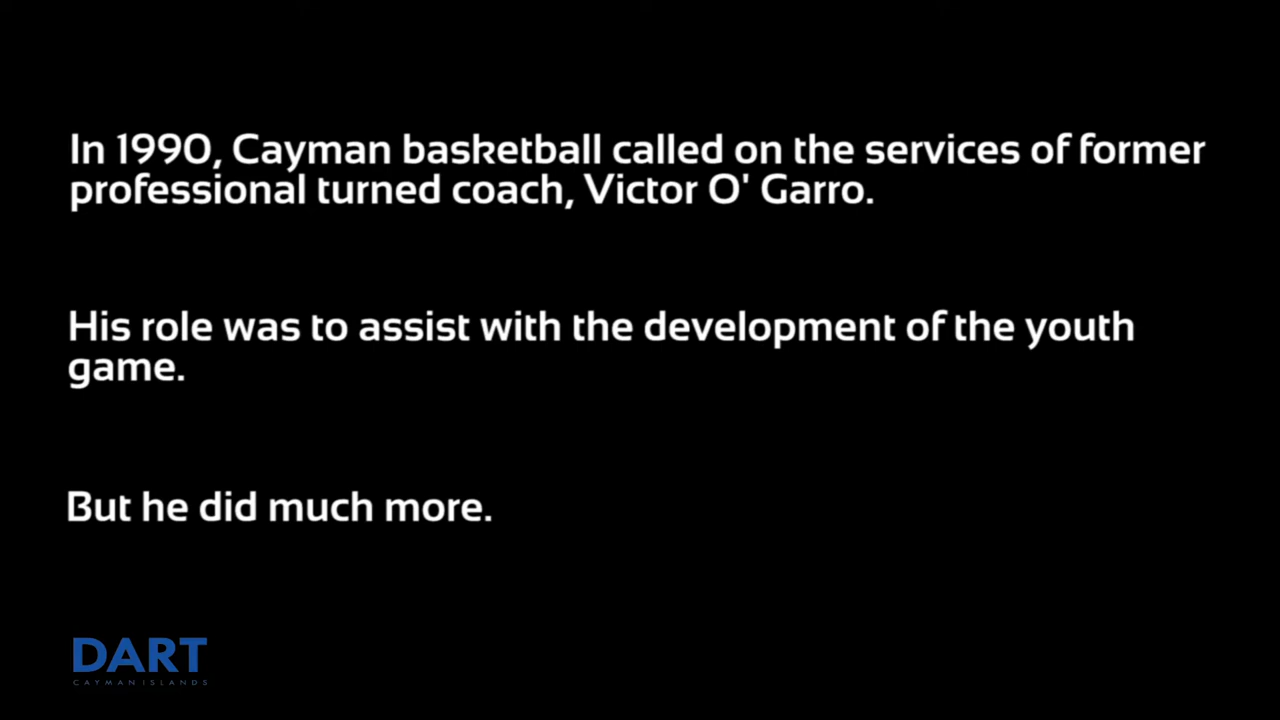 In 1990, Cayman basketball called on the services of former
professional turned coach, Victor O' Garro.
His role was to assist with the development of the youth
game.
But he did much more.
DART
CAYMAN ISLANDS